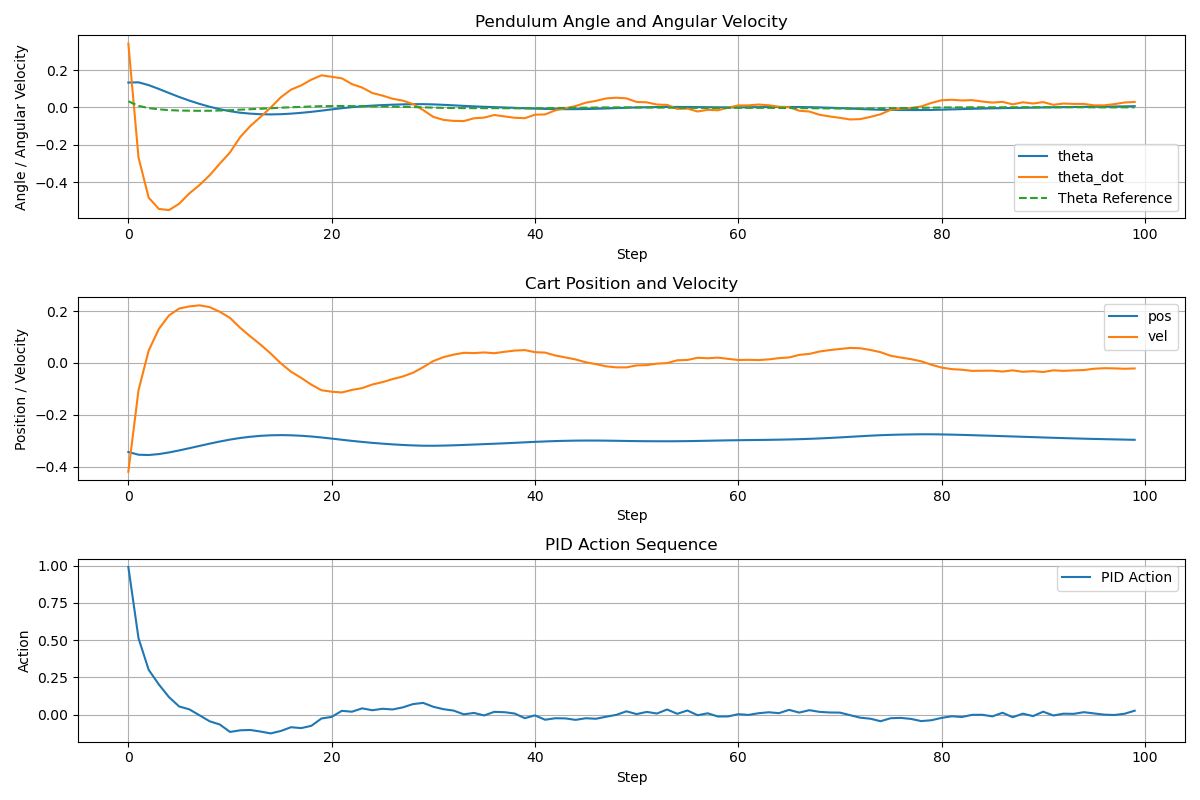 Pendulum Angle and Angular Velocity
Angle / Angular Velocity
0.2
0.0
−0.2
−0.4
theta
theta_dot
Theta Reference
0 20 40 60 80 100
Step
Cart Position and Velocity
Position / Velocity
0.2
0.0
−0.2
−0.4
pos
vel
0 20 40 60 80 100
Step
PID Action Sequence
Action
1.00
0.75
0.50
0.25
0.00
PID Action
0 20 40 60 80 100
Step